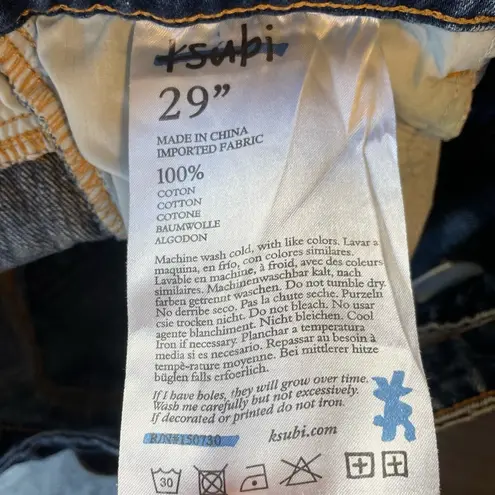 ksubi
29”
MADE IN CHINA
IMPORTED FABRIC
100%
COTON
COTTON
COTONE
BAUMWOLLE
ALGODON
Machine wash cold, with like colors. Lavar a
maquina, en frío, con colores similares.
Lavable en machine, à froid, avec des colours
similaires. Machinenwaschbar kalt, nach
farben getrennt waschen. Do not tumble dry.
No derribe seco. Pas la chute seche. Purzeln
csie trocken nicht. Do not bleach. No usar
agente blanchiment. Nicht bleichen. Cool
Iron if necessary. Planchar a temperatura
media si es necesario. Repassar au besoin à
tempé-rature moyenne. Bei mittlerer hitze
büglen falls erfoerlich.
If I have holes, they will grow over time.
Wash me carefully but not excessively.
If decorated or printed do not iron.
R/N#150730 ksubi.com
30